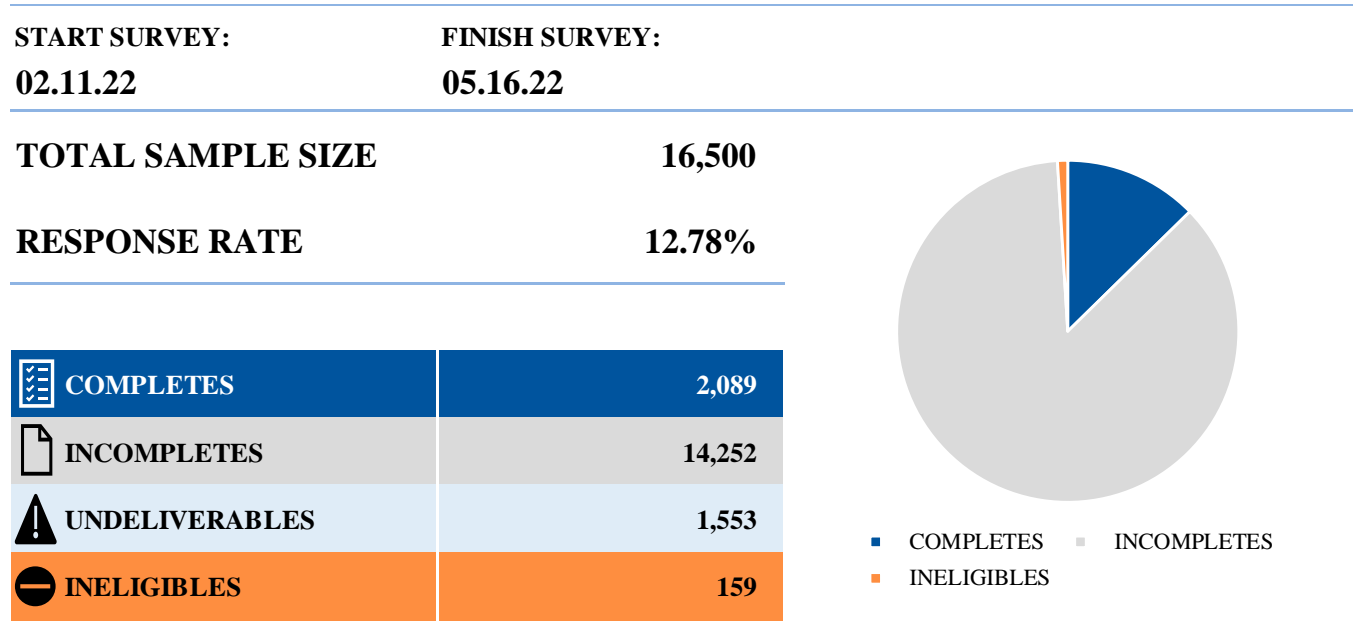 START SURVEY: FINISH SURVEY:
02.11.22 05.16.22
TOTAL SAMPLE SIZE 16,500
RESPONSE RATE 12.78%
COMPLETES 2,089
INCOMPLETES 14,252
UNDELIVERABLES 1,553
INELIGIBLES 159
COMPLETES INCOMPLETES
INELIGIBLES